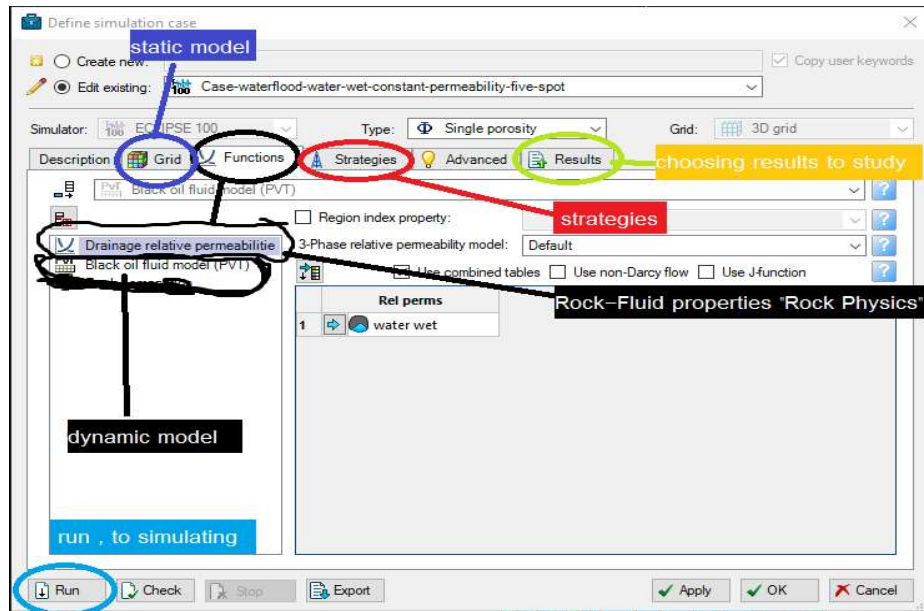 Define simulation case
static model
Create new:
Copy user keywords
Edit existing: Case-waterflood-water-wet-constant-permeability-five-spot
Simulator: ECLIPSE 100 Type: Single porosity Grid: 3D grid
Description Grid Functions Strategies Advanced Results
choosing results to study
Black oil fluid model (PVT)
Region index property:
strategies
Drainage relative permeabilitie 3-Phase relative permeability model: Default
Black oil fluid model (PVT)
Use combined tables Use non-Darcy flow Use J-function
Rel perms
Rock-Fluid properties "Rock Physics"
1 water wet
dynamic model
run , to simulating
Run Check Stop Export Apply OK Cancel